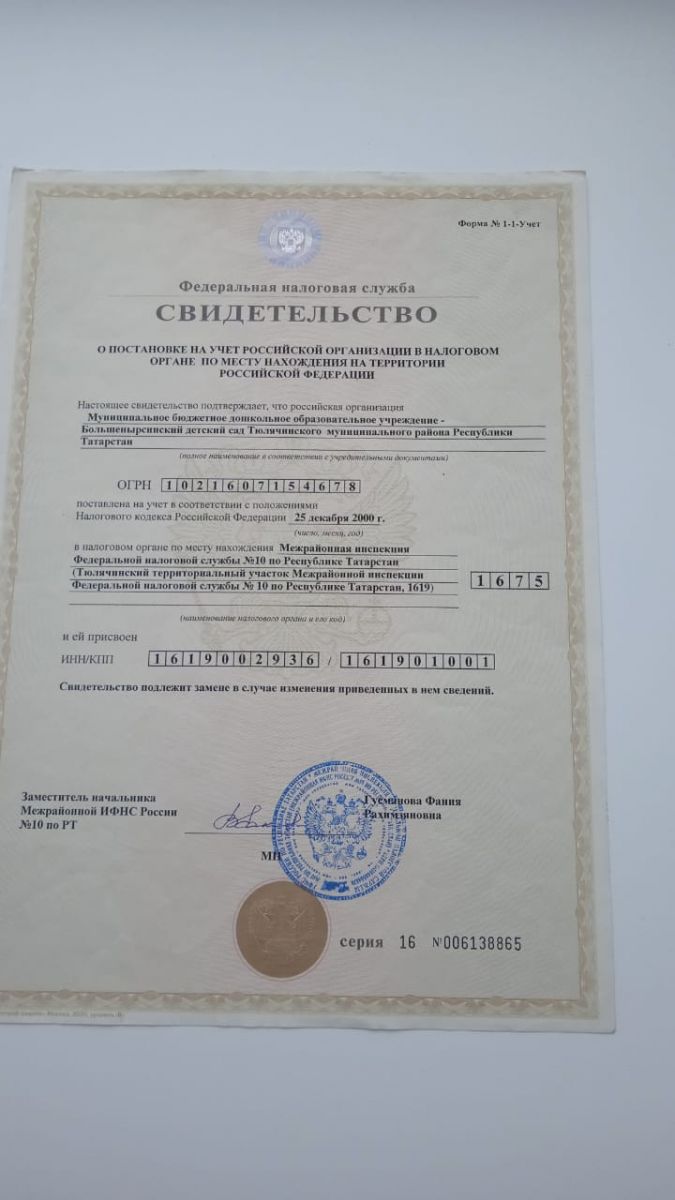 Форма № 1-1-Учет
Федеральная налоговая служба
СВИДЕТЕЛЬСТВО
О ПОСТАНОВКЕ НА УЧЕТ РОССИЙСКОЙ ОРГАНИЗАЦИИ В НАЛОГОВОМ
ОРГАНЕ ПО МЕСТУ НАХОЖДЕНИЯ НА ТЕРРИТОРИИ
РОССИЙСКОЙ ФЕДЕРАЦИИ
Настоящее свидетельство подтверждает, что российская организация
Муниципальное бюджетное дошкольное образовательное учреждение -
Большенырсинский детский сад Тюлячинского муниципального района Республики
Татарстан
(полное наименование в соответствии с учредительными документами)
ОГРН 1021607154678
поставлена на учет в соответствии с положениями
Налогового кодекса Российской Федерации 25 декабря 2000 г.
(число, месяц, год)
в налоговом органе по месту нахождения Межрайонная инспекция
Федеральной налоговой службы №10 по Республике Татарстан
(Тюлячинский территориальный участок Межрайонной инспекции
Федеральной налоговой службы № 10 по Республике Татарстан, 1619) 1675
(наименование налогового органа и его код)
и ей присвоен
ИНН/КПП 1619002936 / 161901001
Свидетельство подлежит замене в случае изменения приведенных в нем сведений.
Заместитель начальника
Межрайонной ИФНС России
№10 по РТ
Гусманова Фания
Рахимзяновна
МП
серия 16 №006138865